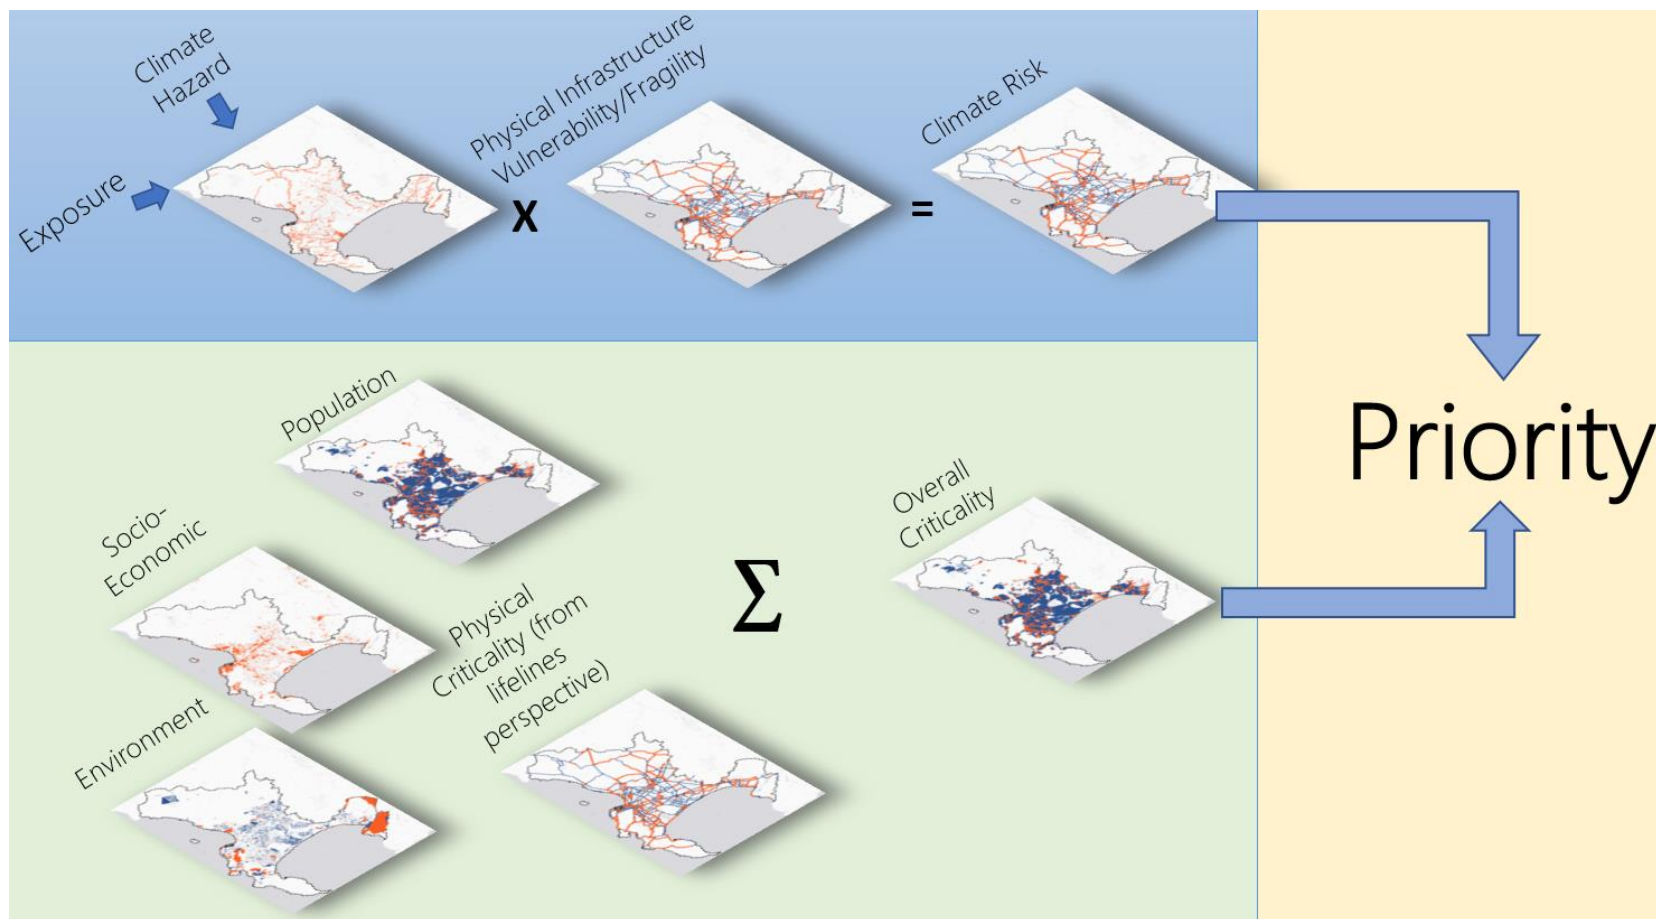 Climate
Hazard
Exposure
X
Physical Infrastructure
Vulnerability/Fragility
=
Climate Risk
Population
Socio-
Economic
Environment
Physical
Criticality (from
lifelines
perspective)
Σ
Overall
Criticality
Priority